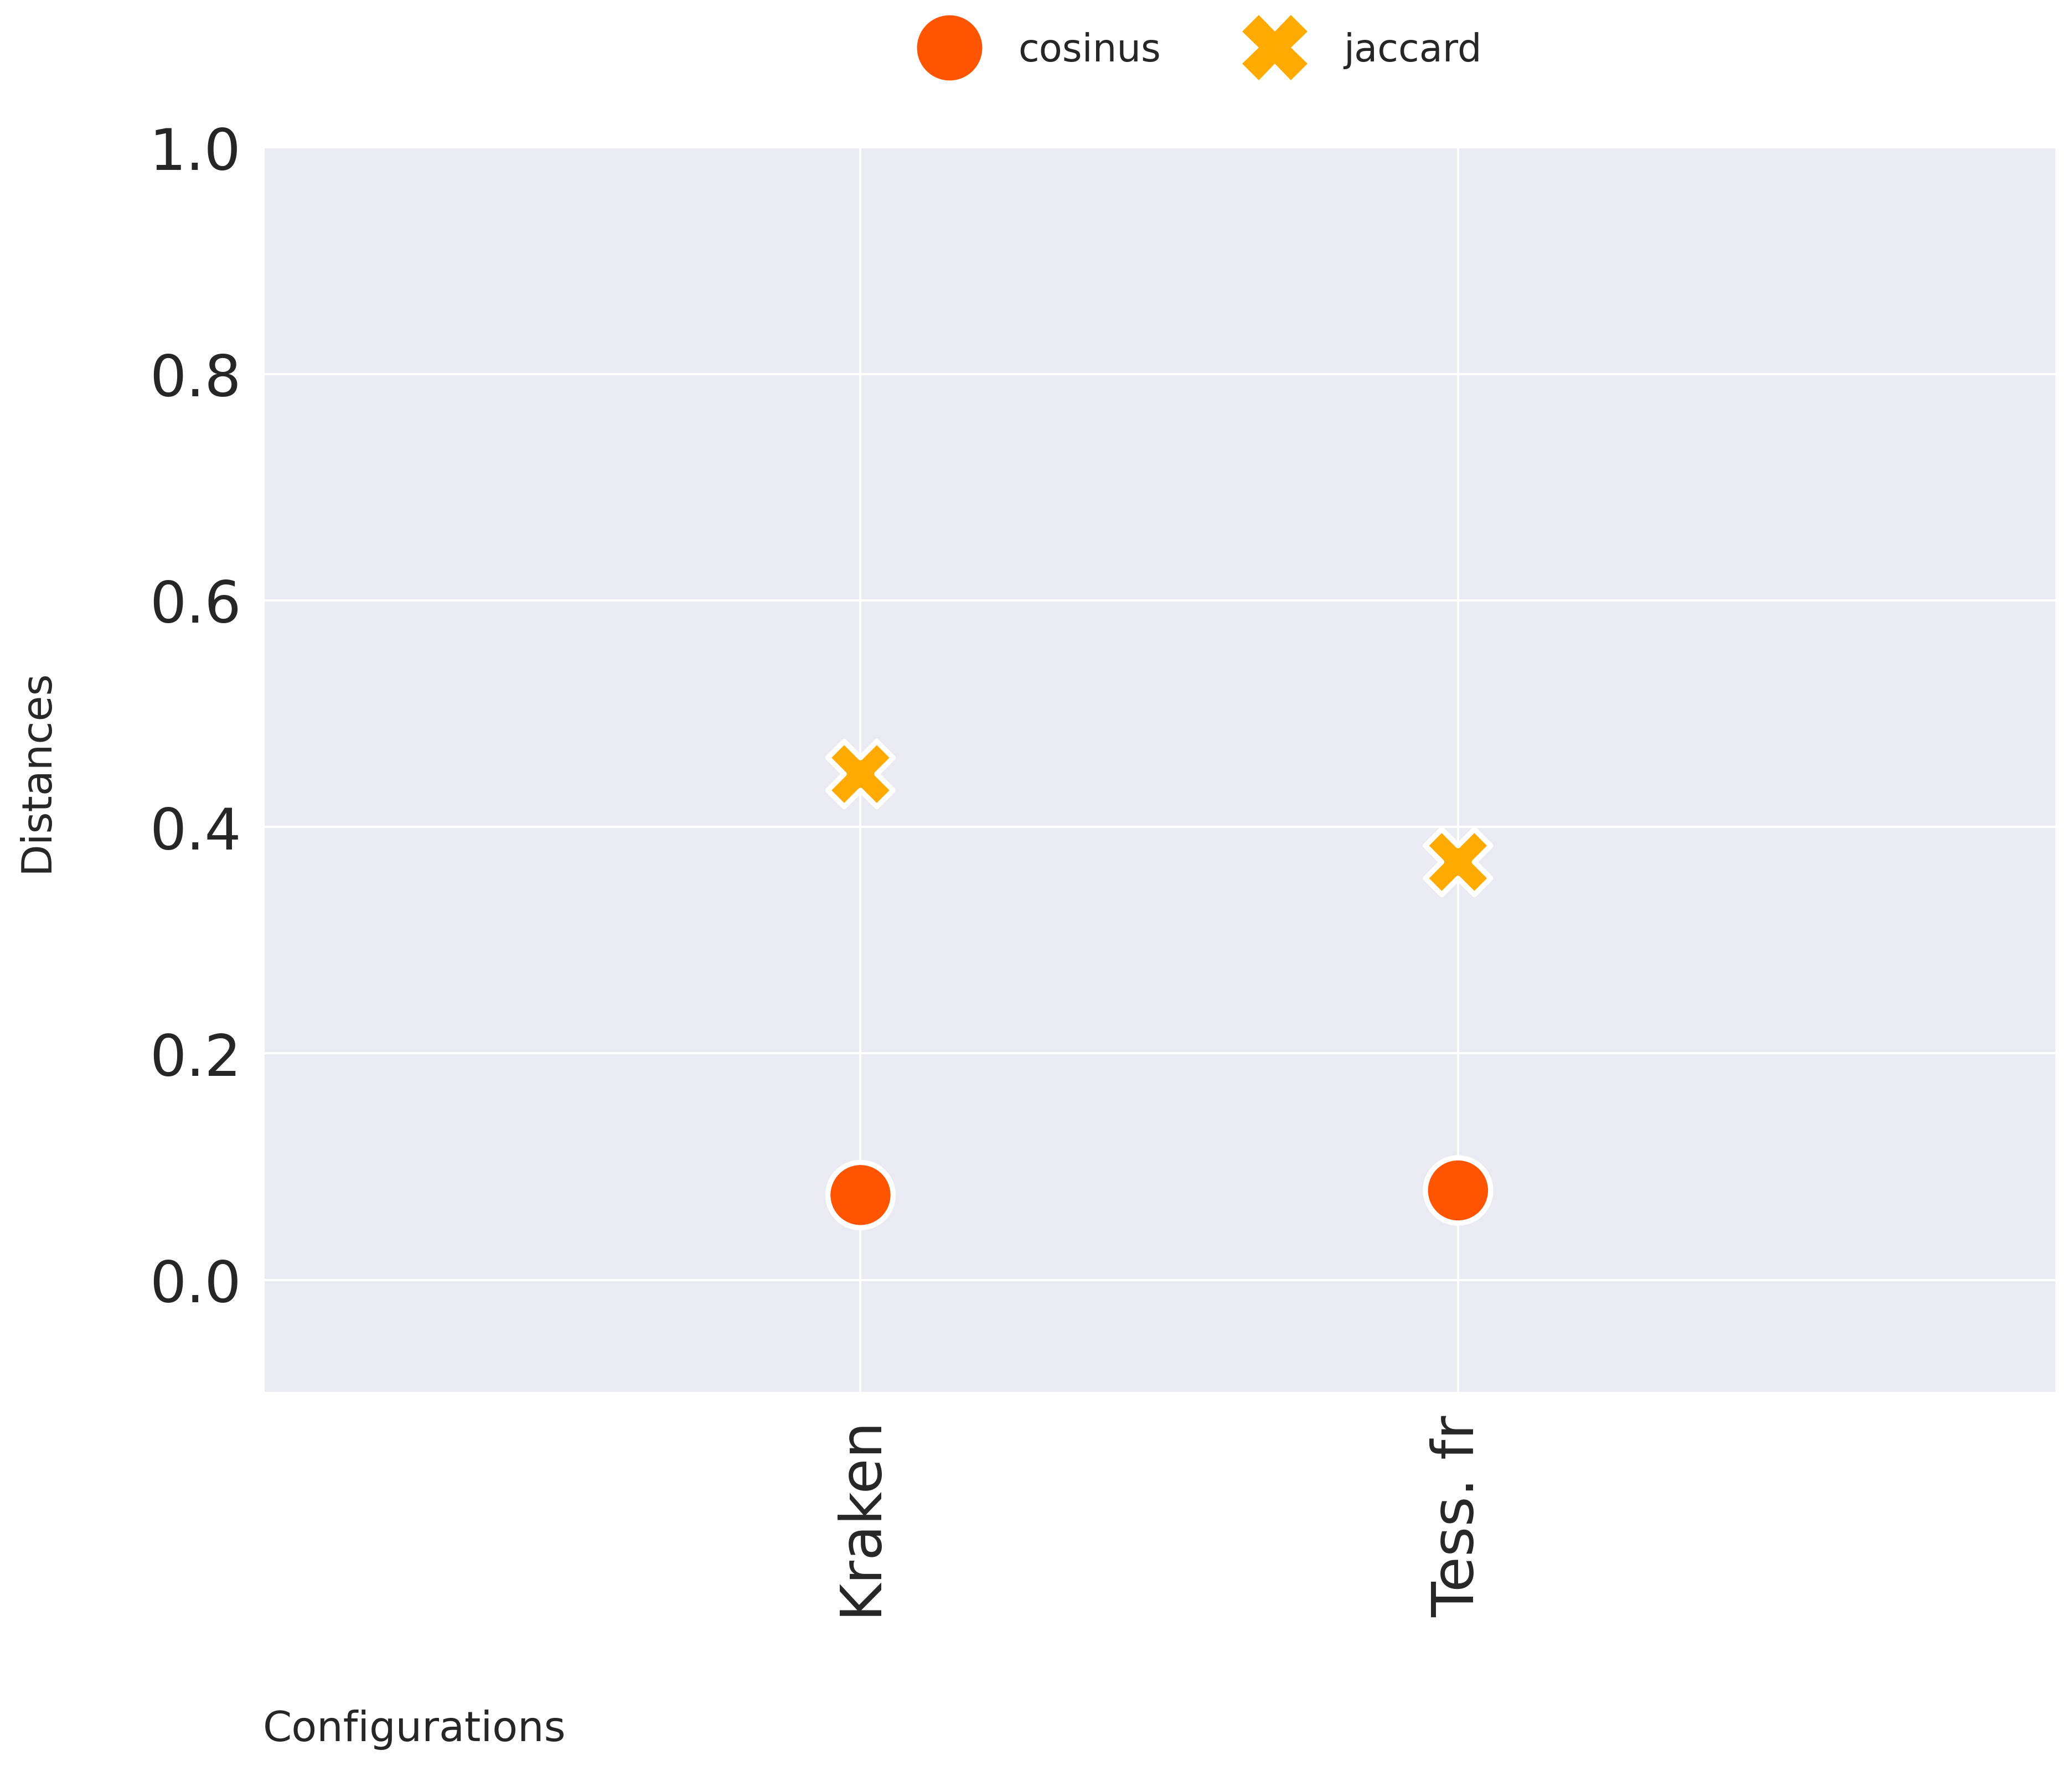 cosinus jaccard
1.0
0.8
0.6
0.4
0.2
0.0
Distances
Kraken
Tess. fr
Configurations